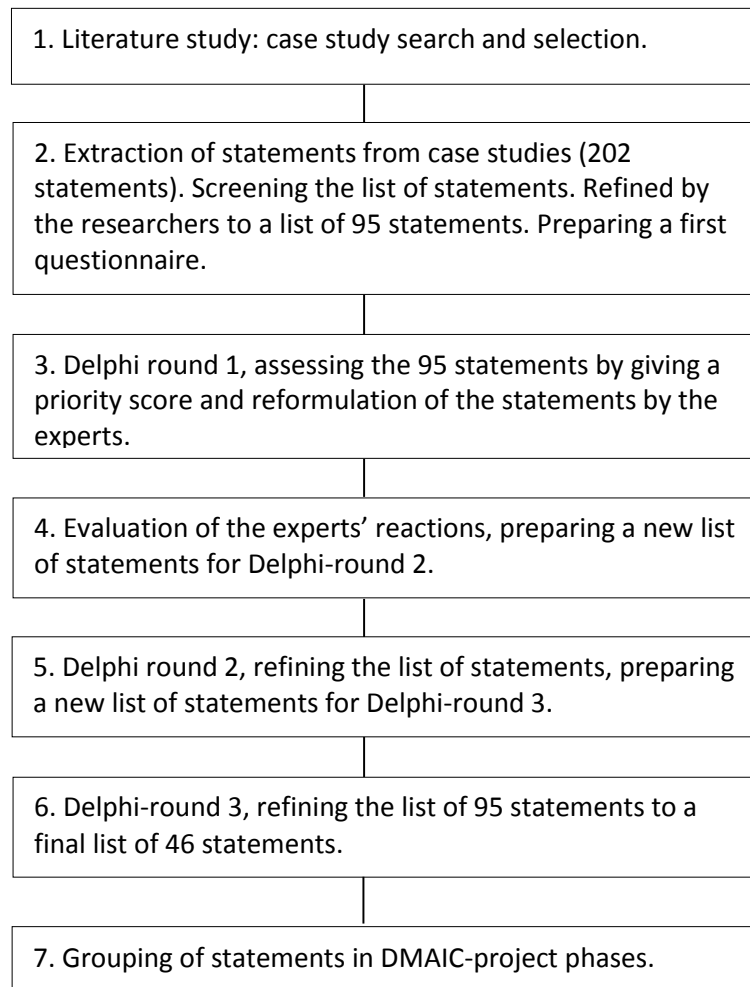 1. Literature study: case study search and selection.
2. Extraction of statements from case studies (202
statements). Screening the list of statements. Refined by
the researchers to a list of 95 statements. Preparing a first
questionnaire.
3. Delphi round 1, assessing the 95 statements by giving a
priority score and reformulation of the statements by the
experts.
4. Evaluation of the experts’ reactions, preparing a new list
of statements for Delphi-round 2.
5. Delphi round 2, refining the list of statements, preparing
a new list of statements for Delphi-round 3.
6. Delphi-round 3, refining the list of 95 statements to a
final list of 46 statements.
7. Grouping of statements in DMAIC-project phases.